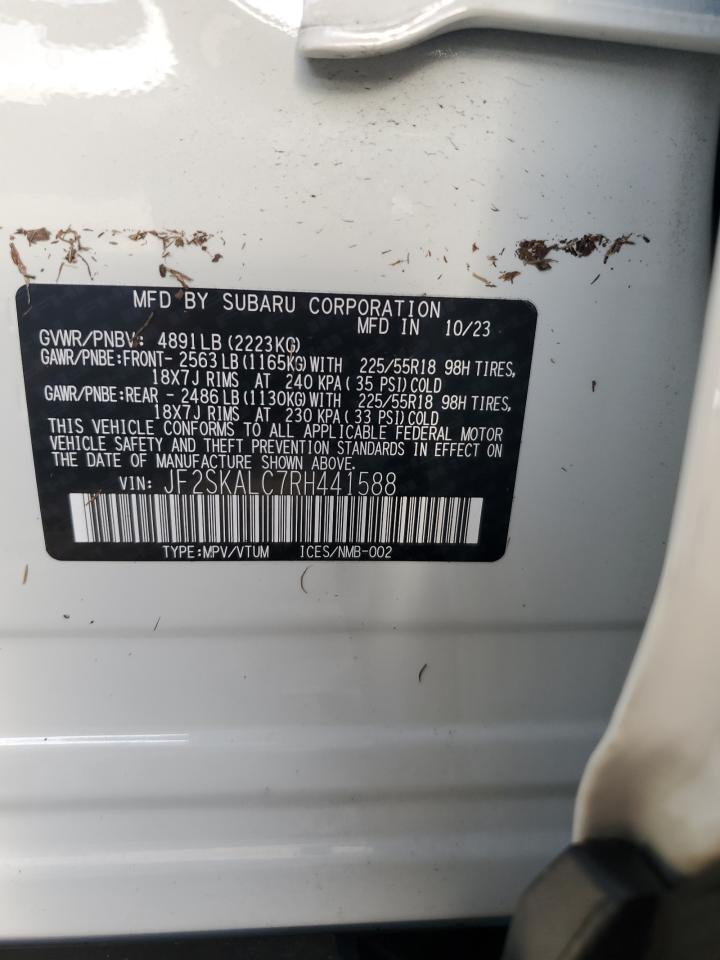 MFD BY SUBARU CORPORATION
MFD IN 10/23
GVWR/PNBV: 4891LB (2223KG)
GAWR/PNBE:FRONT- 2563LB (1165KG) WITH 225/55R18 98H TIRES,
18X7J RIMS AT 240 KPA ( 35 PSI) COLD
GAWR/PNBE:REAR - 2486LB (1130KG) WITH 225/55R18 98H TIRES,
18X7J RIMS AT 230 KPA ( 33 PSI) COLD
THIS VEHICLE CONFORMS TO ALL APPLICABLE FEDERAL MOTOR
VEHICLE SAFETY AND THEFT PREVENTION STANDARDS IN EFFECT ON
THE DATE OF MANUFACTURE SHOWN ABOVE.
VIN: JF2SKALC7RH441588
TYPE:MPV/VTUM ICES/NMB-002